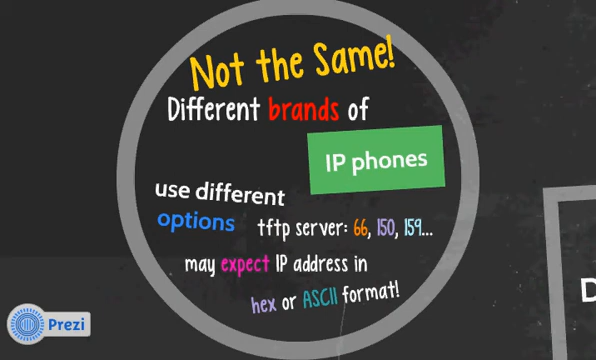 Not the Same!
Different brands of
IP phones
use different
options tftp server: 66, 150, 159...
may expect IP address in
hex or ASCII format!
Prezi
D